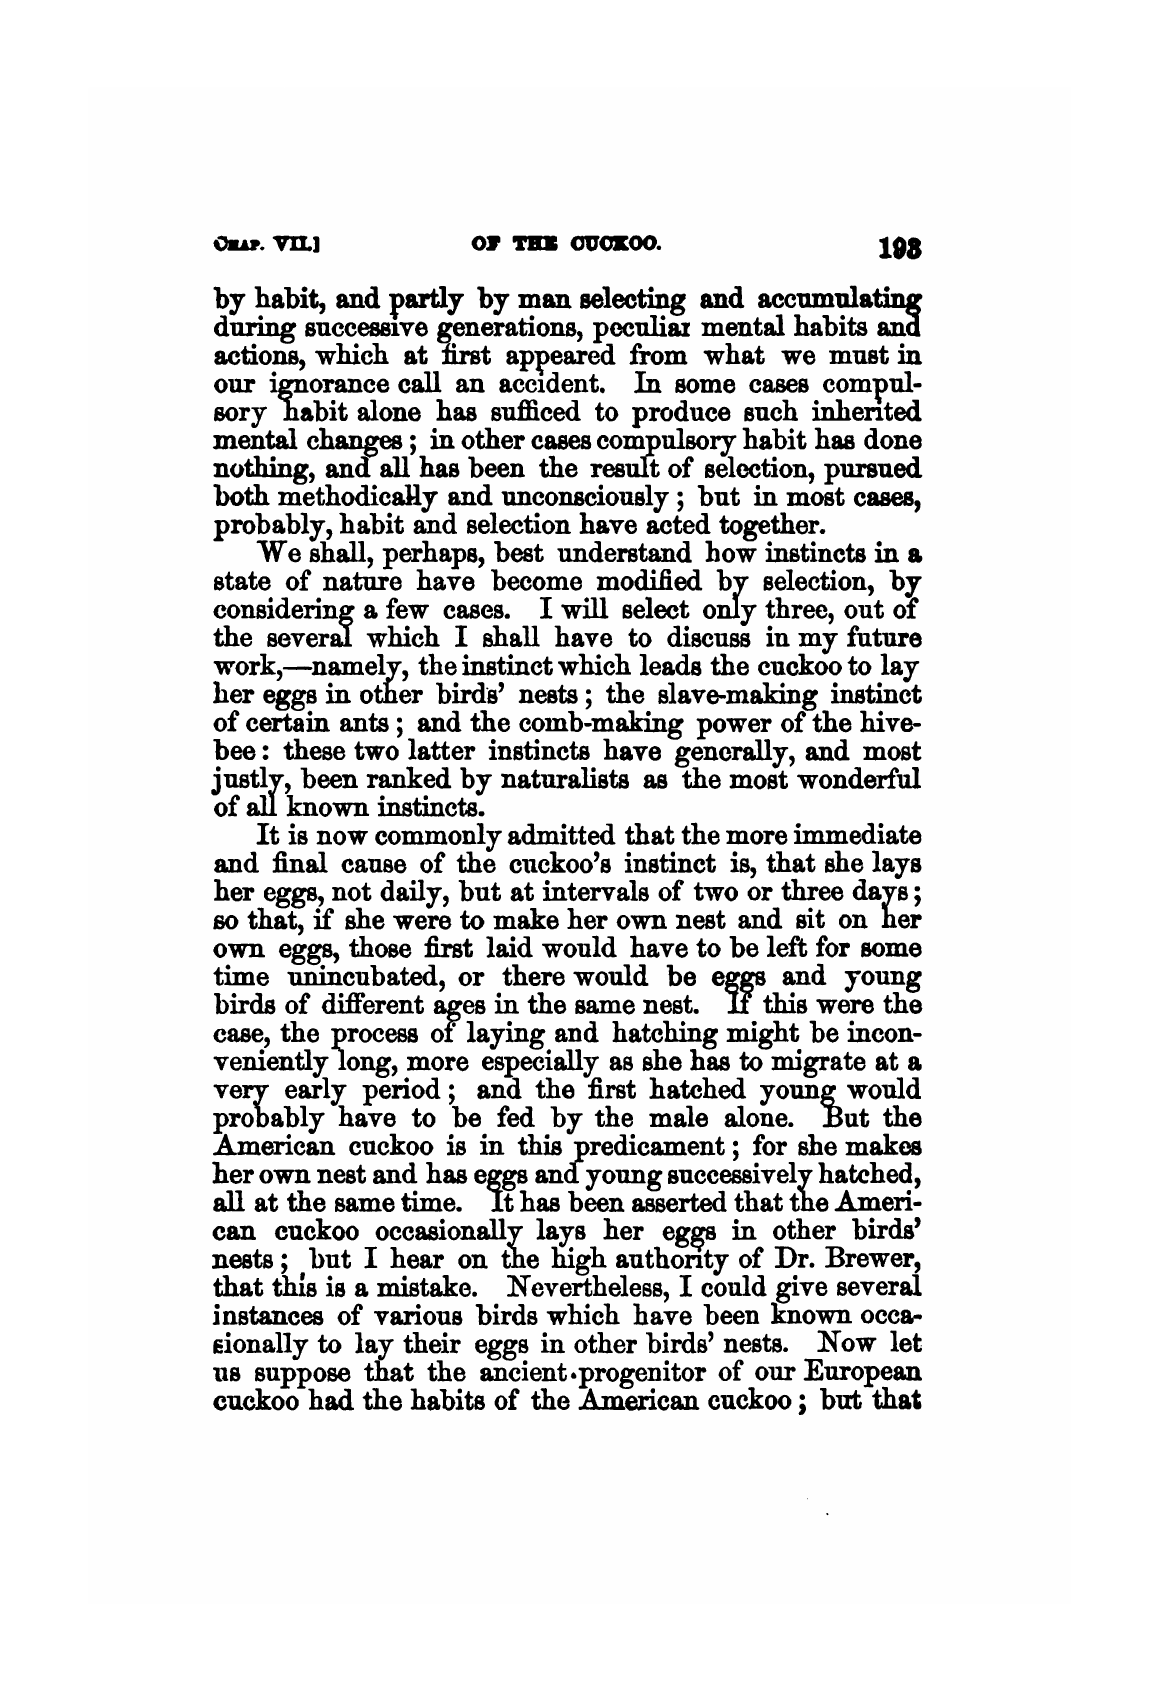 CHAP. VII.] OF THE CUCKOO. 193
by habit, and partly by man selecting and accumulating
during successive generations, peculiar mental habits and
actions, which at first appeared from what we must in
our ignorance call an accident. In some cases compul-
sory habit alone has sufficed to produce such inherited
mental changes; in other cases compulsory habit has done
nothing, and all has been the result of selection, pursued
both methodically and unconsciously; but in most cases,
probably, habit and selection have acted together.
We shall, perhaps, best understand how instincts in a
state of nature have become modified by selection, by
considering a few cases. I will select only three, out of
the several which I shall have to discuss in my future
work,—namely, the instinct which leads the cuckoo to lay
her eggs in other birds' nests; the slave-making instinct
of certain ants; and the comb-making power of the hive-
bee: these two latter instincts have generally, and most
justly, been ranked by naturalists as the most wonderful
of all known instincts.
It is now commonly admitted that the more immediate
and final cause of the cuckoo's instinct is, that she lays
her eggs, not daily, but at intervals of two or three days;
so that, if she were to make her own nest and sit on her
own eggs, those first laid would have to be left for some
time unincubated, or there would be eggs and young
birds of different ages in the same nest. If this were the
case, the process of laying and hatching might be incon-
veniently long, more especially as she has to migrate at a
very early period; and the first hatched young would
probably have to be fed by the male alone. But the
American cuckoo is in this predicament; for she makes
her own nest and has eggs and young successively hatched,
all at the same time. It has been asserted that the Ameri-
can cuckoo occasionally lays her eggs in other birds'
nests; but I hear on the high authority of Dr. Brewer,
that this is a mistake. Nevertheless, I could give several
instances of various birds which have been known occa-
sionally to lay their eggs in other birds' nests. Now let
us suppose that the ancient progenitor of our European
cuckoo had the habits of the American cuckoo; but that